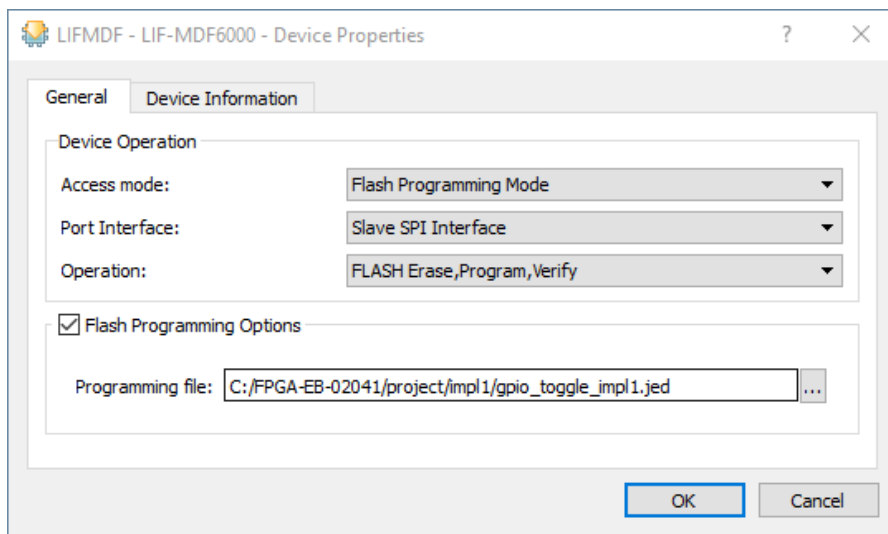 LIFMDF - LIF-MDF6000 - Device Properties ?
General Device Information
Device Operation
Access mode: Flash Programming Mode
Port Interface: Slave SPI Interface
Operation: FLASH Erase,Program,Verify
Flash Programming Options
Programming file: C:/FPGA-EB-02041/project/impl1/gpio_toggle_impl1.jed ...
OK Cancel